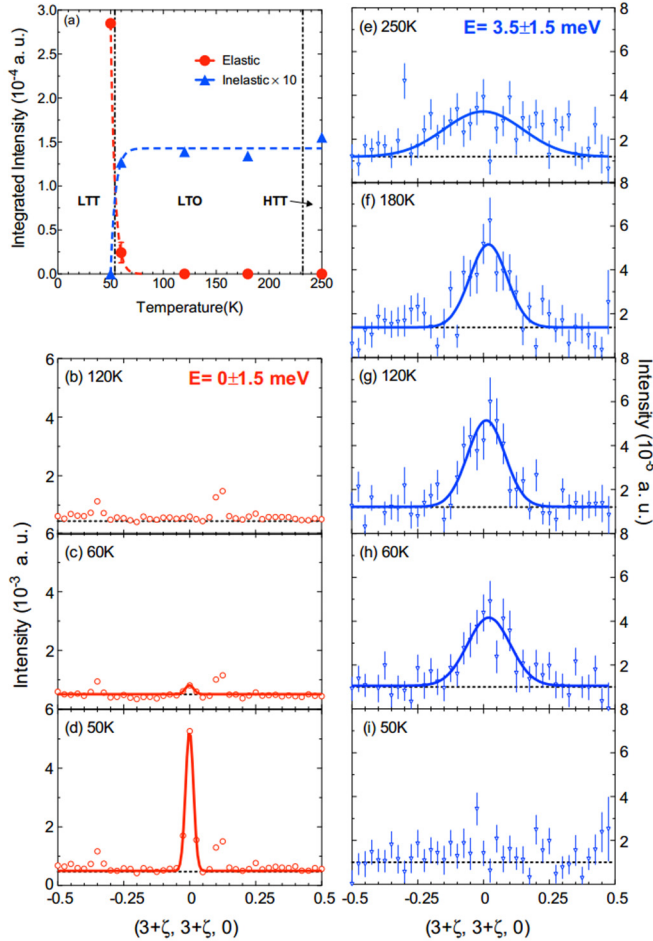 (a)
3.0
2.5
2.0
1.5
1.0
0.5
0.0
Integrated Intensity (10⁻⁴ a. u.)
Elastic
Inelastic × 10
LTT
LTO
HTT
0 50 100 150 200 250
Temperature(K)
(b) 120K
E= 0±1.5 meV
6
4
2
(c) 60K
6
4
2
(d) 50K
6
4
2
0
Intensity (10⁻³ a. u.)
-0.5 -0.25 0 0.25 0.5
(3+ζ, 3+ζ, 0)
(e) 250K
E= 3.5±1.5 meV
8
6
4
2
(f) 180K
8
6
4
2
(g) 120K
8
6
4
2
(h) 60K
8
6
4
2
(i) 50K
8
6
4
2
0
-0.5 -0.25 0 0.25 0.5
(3+ζ, 3+ζ, 0)